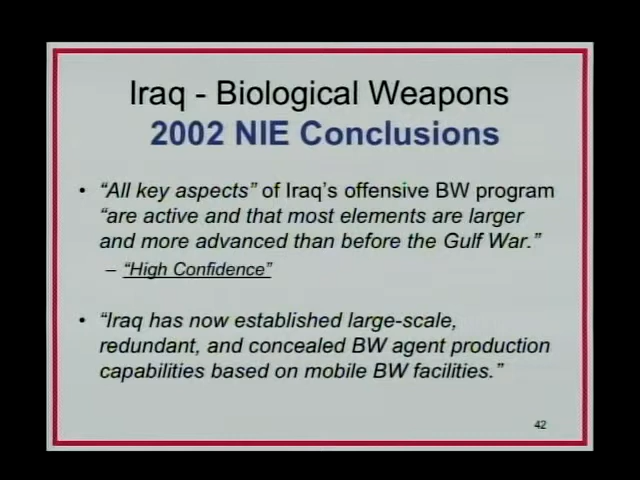 Iraq - Biological Weapons
2002 NIE Conclusions
• “All key aspects” of Iraq’s offensive BW program
“are active and that most elements are larger
and more advanced than before the Gulf War.”
– “High Confidence”
• “Iraq has now established large-scale,
redundant, and concealed BW agent production
capabilities based on mobile BW facilities.”
42